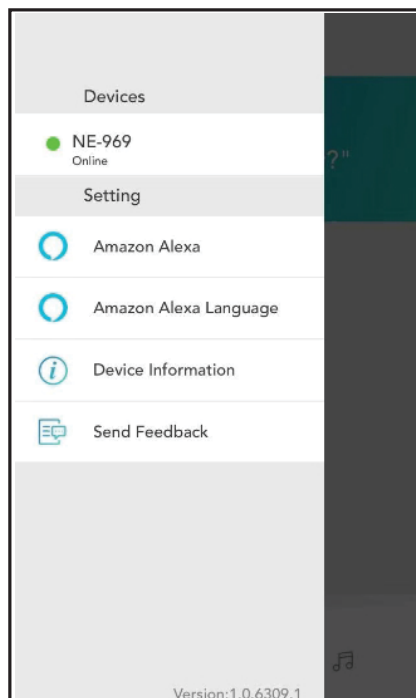 Devices
NE-969
Online
?"
Setting
Amazon Alexa
Amazon Alexa Language
Device Information
Send Feedback
Version:1.0.6309.1